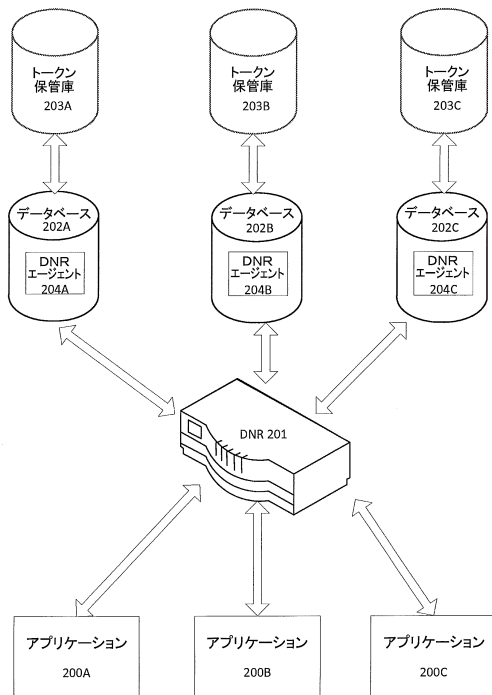 トークン
保管庫
203A
トークン
保管庫
203B
トークン
保管庫
203C
データベース
202A
データベース
202B
データベース
202C
DNR
エージェント
204A
DNR
エージェント
204B
DNR
エージェント
204C
DNR 201
アプリケーション
200A
アプリケーション
200B
アプリケーション
200C